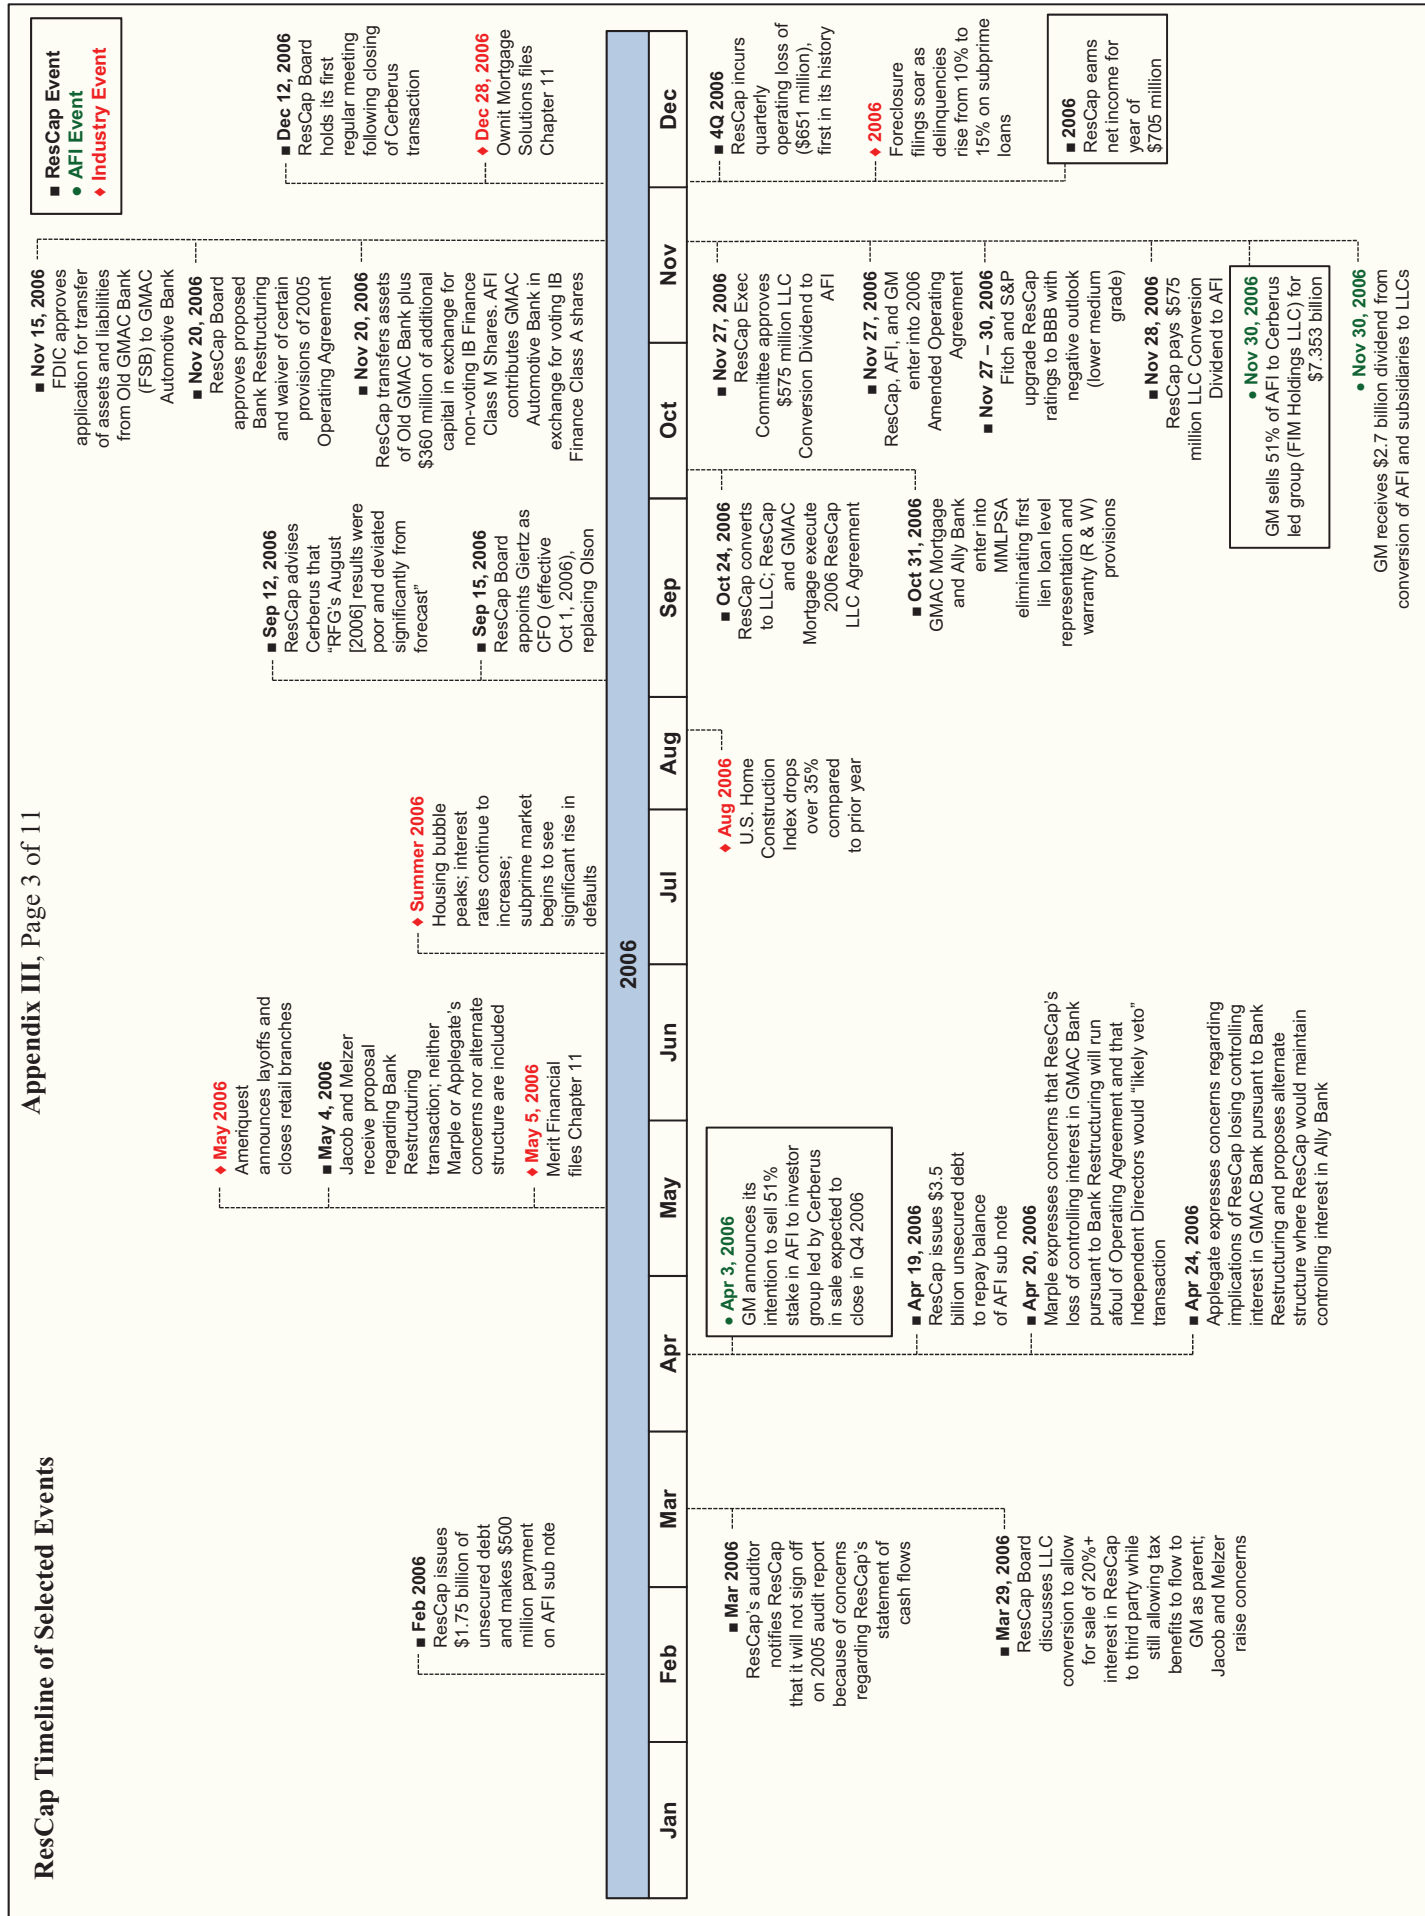 Appendix III, Page 3 of 11
ResCap Timeline of Selected Events
■ ResCap Event
● AFI Event
♦ Industry Event
■ Feb 2006
ResCap issues
$1.75 billion of
unsecured debt
and makes $500
million payment
on AFI sub note
♦ May 2006
Ameriquest
announces layoffs and
closes retail branches
■ May 4, 2006
Jacob and Melzer
receive proposal
regarding Bank
Restructuring
transaction; neither
Marple or Applegate's
concerns nor alternate
structure are included
♦ May 5, 2006
Merit Financial
files Chapter 11
♦ Summer 2006
Housing bubble
peaks; interest
rates continue to
increase;
subprime market
begins to see
significant rise in
defaults
■ Sep 12, 2006
ResCap advises
Cerberus that
“RFG’s August
[2006] results were
poor and deviated
significantly from
forecast”
■ Sep 15, 2006
ResCap Board
appoints Giertz as
CFO (effective
Oct 1, 2006),
replacing Olson
■ Nov 15, 2006
FDIC approves
application for transfer
of assets and liabilities
from Old GMAC Bank
(FSB) to GMAC
Automotive Bank
■ Nov 20, 2006
ResCap Board
approves proposed
Bank Restructuring
and waiver of certain
provisions of 2005
Operating Agreement
■ Nov 20, 2006
ResCap transfers assets
of Old GMAC Bank plus
$360 million of additional
capital in exchange for
non-voting IB Finance
Class M Shares. AFI
contributes GMAC
Automotive Bank in
exchange for voting IB
Finance Class A shares
■ Dec 12, 2006
ResCap Board
holds its first
regular meeting
following closing
of Cerberus
transaction
♦ Dec 28, 2006
Ownit Mortgage
Solutions files
Chapter 11
2006
Jan Feb Mar Apr May Jun Jul Aug Sep Oct Nov Dec
■ Mar 2006
ResCap's auditor
notifies ResCap
that it will not sign off
on 2005 audit report
because of concerns
regarding ResCap's
statement of
cash flows
■ Mar 29, 2006
ResCap Board
discusses LLC
conversion to allow
for sale of 20%+
interest in ResCap
to third party while
still allowing tax
benefits to flow to
GM as parent;
Jacob and Melzer
raise concerns
● Apr 3, 2006
GM announces its
intention to sell 51%
stake in AFI to investor
group led by Cerberus
in sale expected to
close in Q4 2006
■ Apr 19, 2006
ResCap issues $3.5
billion unsecured debt
to repay balance
of AFI sub note
■ Apr 20, 2006
Marple expresses concerns that ResCap's
loss of controlling interest in GMAC Bank
pursuant to Bank Restructuring will run
afoul of Operating Agreement and that
Independent Directors would “likely veto”
transaction
■ Apr 24, 2006
Applegate expresses concerns regarding
implications of ResCap losing controlling
interest in GMAC Bank pursuant to Bank
Restructuring and proposes alternate
structure where ResCap would maintain
controlling interest in Ally Bank
♦ Aug 2006
U.S. Home
Construction
Index drops
over 35%
compared
to prior year
■ Oct 24, 2006
ResCap converts
to LLC; ResCap
and GMAC
Mortgage execute
2006 ResCap
LLC Agreement
■ Oct 31, 2006
GMAC Mortgage
and Ally Bank
enter into
MMLPSA
eliminating first
lien loan level
representation and
warranty (R & W)
provisions
■ Nov 27, 2006
ResCap Exec
Committee approves
$575 million LLC
Conversion Dividend to
AFI
■ Nov 27, 2006
ResCap, AFI, and GM
enter into 2006
Amended Operating
Agreement
■ Nov 27 – 30, 2006
Fitch and S&P
upgrade ResCap
ratings to BBB with
negative outlook
(lower medium
grade)
■ Nov 28, 2006
ResCap pays $575
million LLC Conversion
Dividend to AFI
● Nov 30, 2006
GM sells 51% of AFI to Cerberus
led group (FIM Holdings LLC) for
$7.353 billion
● Nov 30, 2006
GM receives $2.7 billion dividend from
conversion of AFI and subsidiaries to LLCs
■ 4Q 2006
ResCap incurs
quarterly
operating loss of
($651 million),
first in its history
♦ 2006
Foreclosure
filings soar as
delinquencies
rise from 10% to
15% on subprime
loans
■ 2006
ResCap earns
net income for
year of
$705 million